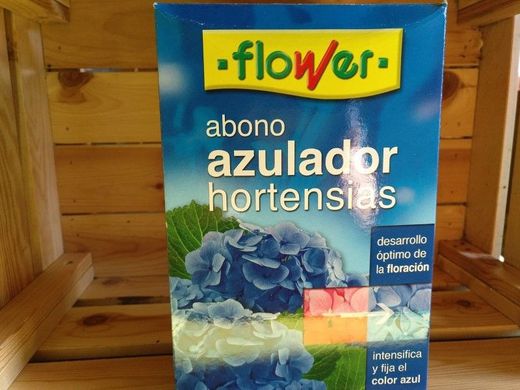 flower
abono
azulador
hortensias
desarrollo
óptimo de
la floración
intensifica
y fija el
color azul